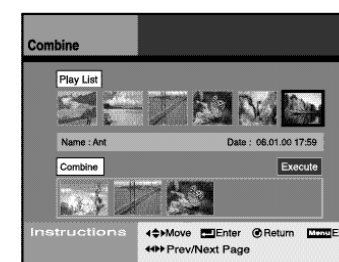 Combine
Play List
Name : Ant Date : 06.01.00 17:59
Combine Execute
Instructions Move Enter Return Menu E
Prev/Next Page